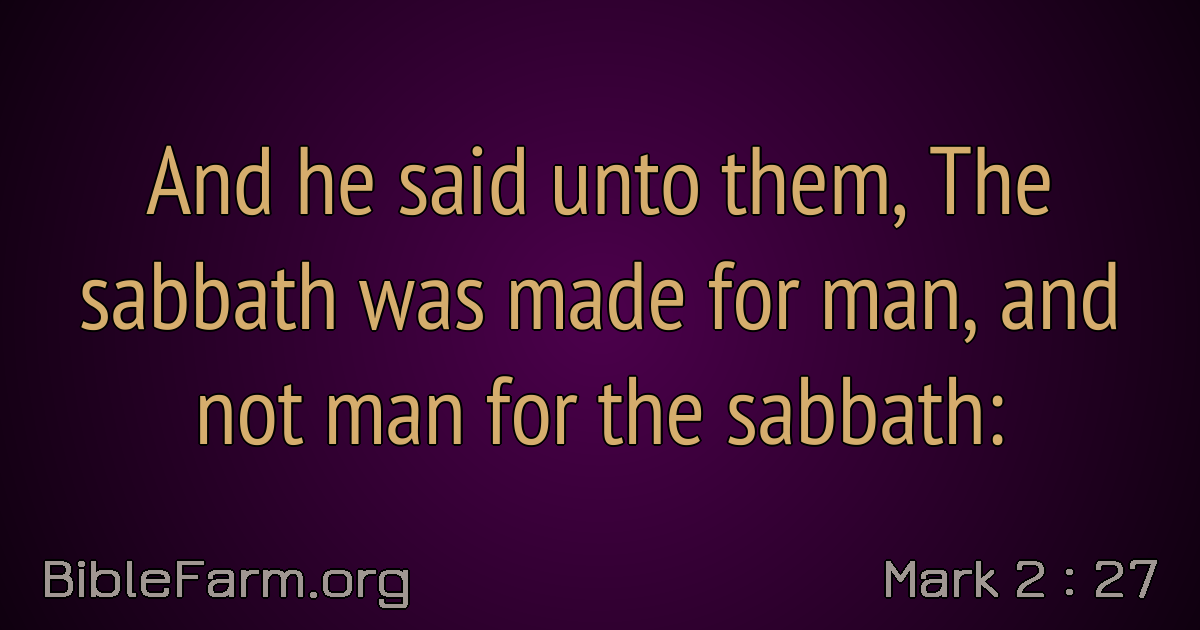 And he said unto them, The
sabbath was made for man, and
not man for the sabbath:
BibleFarm.org
Mark 2 : 27